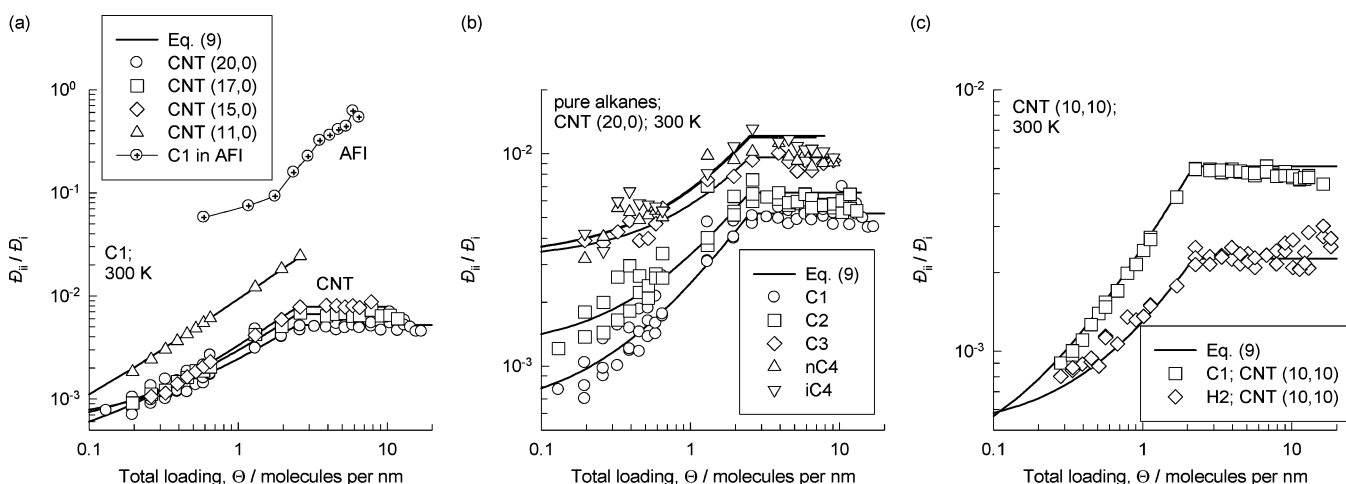 (a)
Eq. (9)
CNT (20,0)
CNT (17,0)
CNT (15,0)
CNT (11,0)
C1 in AFI
AFI
C1;
300 K
CNT
10⁰
10⁻¹
10⁻²
10⁻³
Đii / Đi
0.1
1
10
Total loading, Θ / molecules per nm
(b)
pure alkanes;
CNT (20,0); 300 K
Eq. (9)
C1
C2
C3
nC4
iC4
10⁻²
10⁻³
Đii / Đi
0.1
1
10
Total loading, Θ / molecules per nm
(c)
CNT (10,10);
300 K
Eq. (9)
C1; CNT (10,10)
H2; CNT (10,10)
10⁻²
10⁻³
Đii / Đi
0.1
1
10
Total loading, Θ / molecules per nm